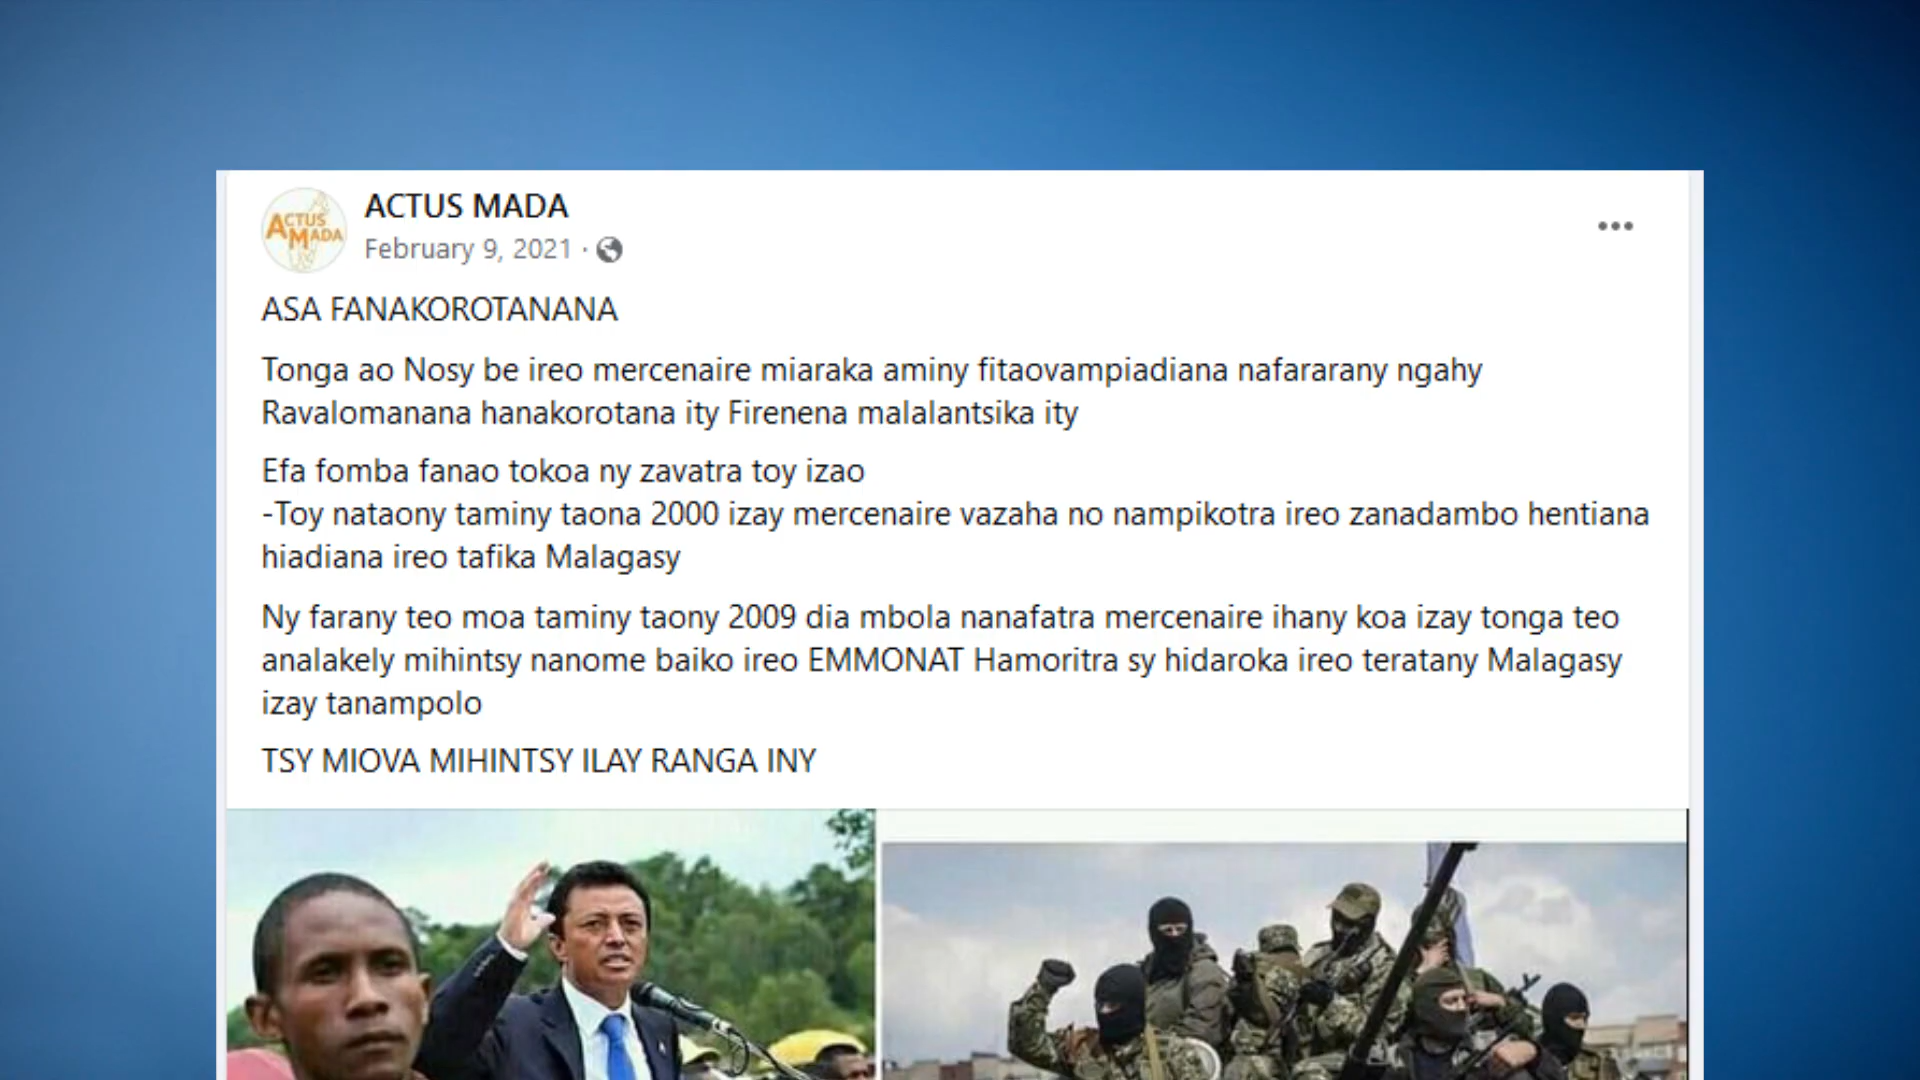 ACTUS MADA
ACTUS MADA
February 9, 2021 ·
ASA FANAKOROTANANA
Tonga ao Nosy be ireo mercenaire miaraka aminy fitaovampiadiana nafararany ngahy
Ravalomanana hanakorotana ity Firenena malalantsika ity
Efa fomba fanao tokoa ny zavatra toy izao
-Toy nataony taminy taona 2000 izay mercenaire vazaha no nampikotra ireo zanadambo hentiana
hiadiana ireo tafika Malagasy
Ny farany teo moa taminy taony 2009 dia mbola nanafatra mercenaire ihany koa izay tonga teo
analakely mihintsy nanome baiko ireo EMMONAT Hamoritra sy hidaroka ireo teratany Malagasy
izay tanampolo
TSY MIOVA MIHINTSY ILAY RANGA INY